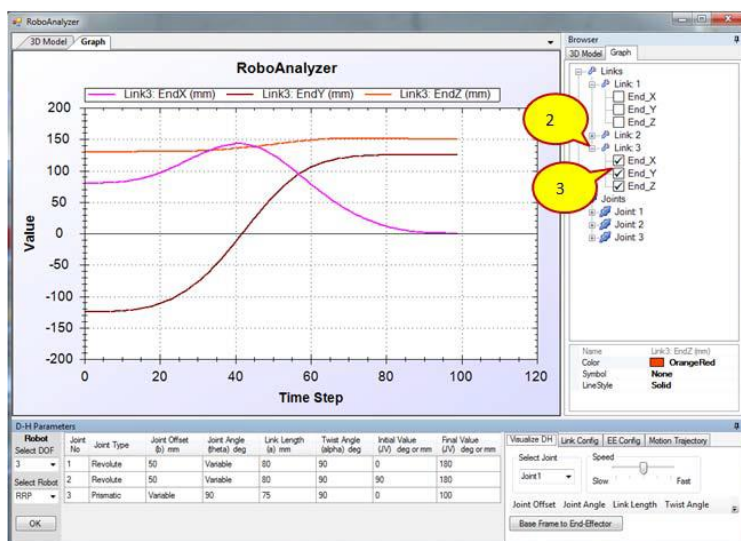 RoboAnalyzer
3D Model Graph
RoboAnalyzer
Link3: EndX (mm) Link3: EndY (mm) Link3: EndZ (mm)
200
150
100
50
0
-50
-100
-150
-200
Value
0 20 40 60 80 100 120
Time Step
Browser
3D Model Graph
Links
Link: 1
End_X
End_Y
End_Z
Link: 2
Link: 3
End_X
End_Y
End_Z
Joints
Joint 1
Joint 2
Joint 3
2
3
Name Link3: EndZ (mm)
Color OrangeRed
Symbol None
LineStyle Solid
D-H Parameters
Robot
Select DOF
3
Select Robot
RRP
OK
Joint No Joint Type Joint Offset (b) mm Joint Angle (theta) deg Link Length (a) mm Twist Angle (alpha) deg Initial Value (JV) deg or mm Final Value (JV) deg or mm
1 Revolute 50 Variable 80 90 0 180
2 Revolute 50 Variable 80 90 90 180
3 Prismatic Variable 90 75 90 0 100
Visualize DH Link Config EE Config Motion Trajectory
Select Joint
Joint1
Speed
Slow Fast
Joint Offset Joint Angle Link Length Twist Angle
Base Frame to End-Effector